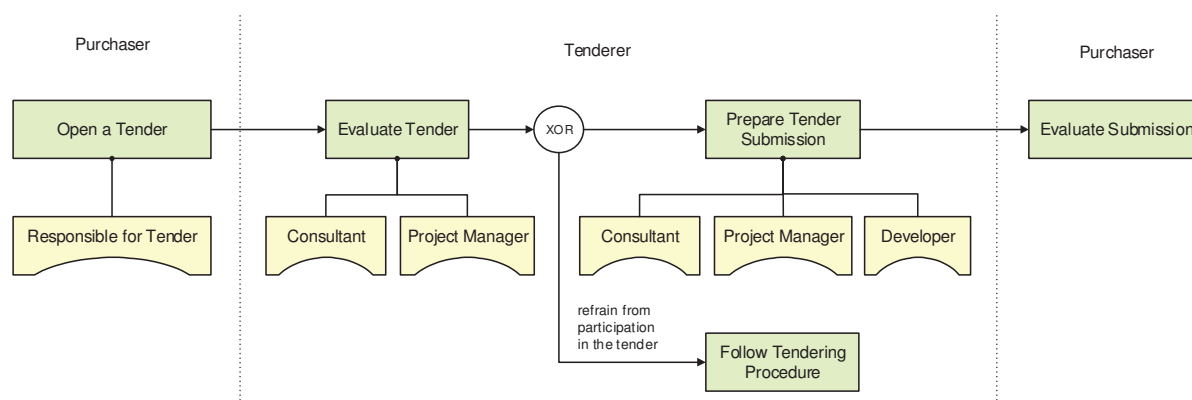 Purchaser
Tenderer
Purchaser
Open a Tender
Evaluate Tender
XOR
Prepare Tender
Submission
Evaluate Submission
Responsible for Tender
Consultant
Project Manager
Consultant
Project Manager
Developer
refrain from
participation
in the tender
Follow Tendering
Procedure